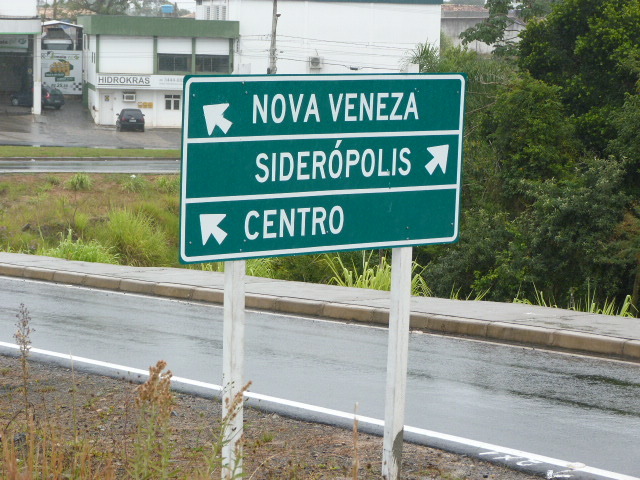 HIDROKRAS
NOVA VENEZA
SIDERÓPOLIS
CENTRO